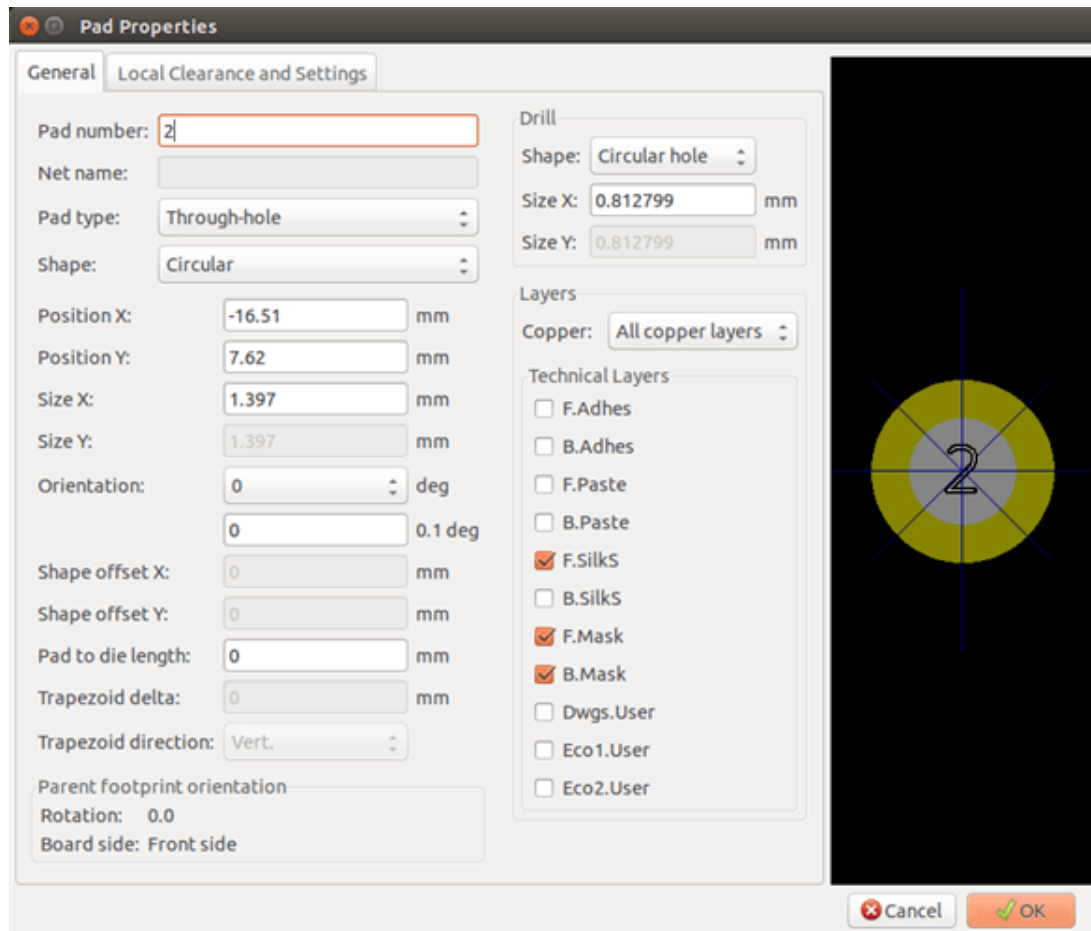 Pad Properties
General
Local Clearance and Settings
Pad number: 2
Net name:
Pad type: Through-hole
Shape: Circular
Position X: -16.51 mm
Position Y: 7.62 mm
Size X: 1.397 mm
Size Y: 1.397 mm
Orientation: 0 deg
0 0.1 deg
Shape offset X: 0 mm
Shape offset Y: 0 mm
Pad to die length: 0 mm
Trapezoid delta: 0 mm
Trapezoid direction: Vert.
Parent footprint orientation
Rotation: 0.0
Board side: Front side
Drill
Shape: Circular hole
Size X: 0.812799 mm
Size Y: 0.812799 mm
Layers
Copper: All copper layers
Technical Layers
F.Adhes
B.Adhes
F.Paste
B.Paste
F.SilkS
B.SilkS
F.Mask
B.Mask
Dwgs.User
Eco1.User
Eco2.User
2
Cancel
OK